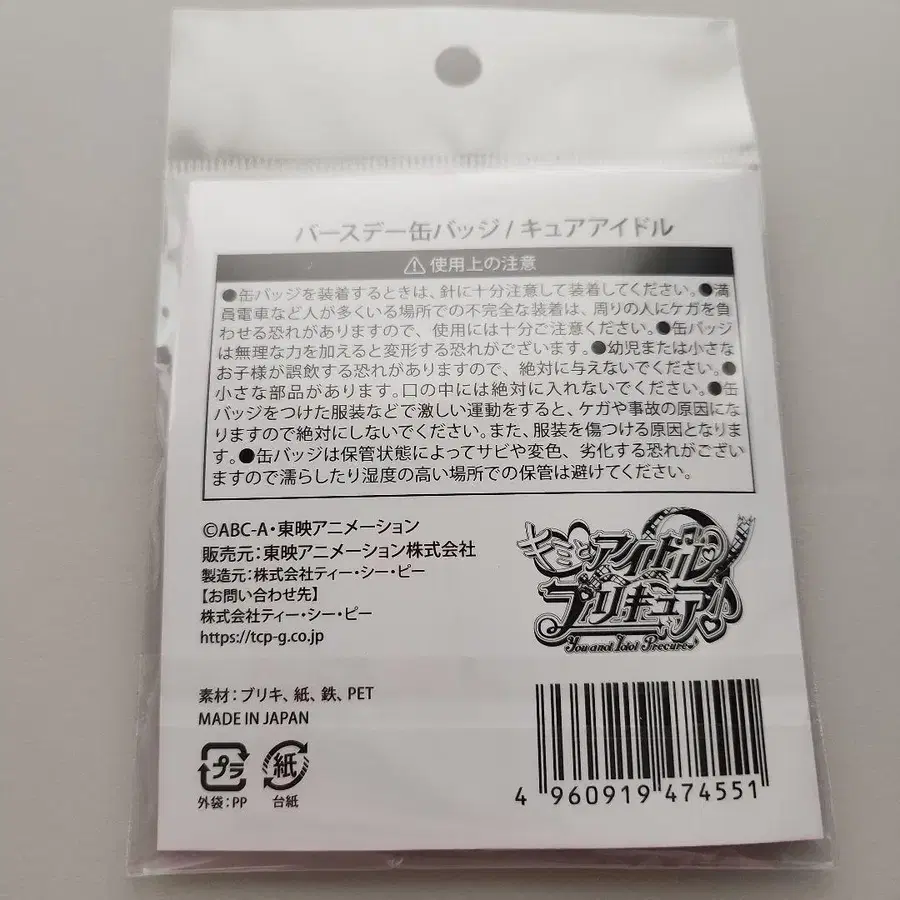 バースデー缶バッジ / キュアアイドル
使用上の注意
●缶バッジを装着するときは、針に十分注意して装着してください。●満
員電車など人が多くいる場所での不完全な装着は、周りの人にケガを負
わせる恐れがありますので、使用には十分ご注意ください。●缶バッジ
は無理な力を加えると変形する恐れがございます。●幼児または小さな
お子様が誤飲する恐れがありますので、絶対に与えないでください。●
小さな部品があります。口の中には絶対に入れないでください。●缶
バッジをつけた服装などで激しい運動をすると、ケガや事故の原因にな
りますので絶対にしないでください。また、服装を傷つける原因となりま
す。●缶バッジは保管状態によってサビや変色、劣化する恐れがござい
ますので濡らしたり湿度の高い場所での保管は避けてください。
©ABC-A・東映アニメーション
販売元：東映アニメーション株式会社
製造元：株式会社ティー・シー・ピー
【お問い合わせ先】
株式会社ティー・シー・ピー
https://tcp-g.co.jp
キミとアイドル
プリキュア♪
You and Idol Precure♪
素材：ブリキ、紙、鉄、PET
MADE IN JAPAN
プラ
外袋：PP
紙
台紙
4 960919 474551